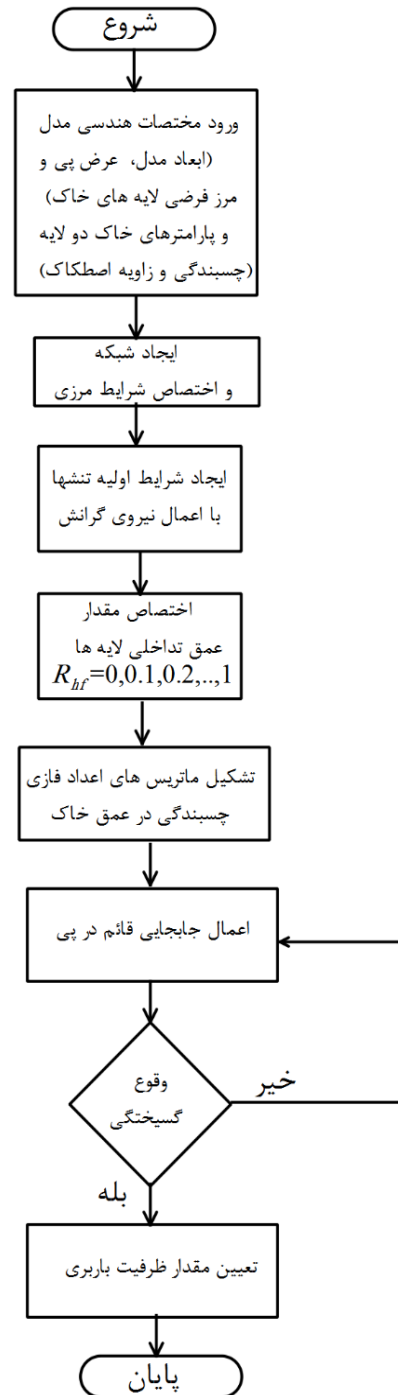 شروع
ورود مختصات هندسی مدل
(ابعاد مدل، عرض پی و
مرز فرضی لایه های خاک)
و پارامترهای خاک دو لایه
(چسبندگی و زاویه اصطکاک)
ایجاد شبکه
و اختصاص شرایط مرزی
ایجاد شرایط اولیه تنشها
با اعمال نیروی گرانش
اختصاص مقدار
عمق تداخلی لایه ها
R_hf=0,0.1,0.2,..,1
تشکیل ماتریس های اعداد فازی
چسبندگی در عمق خاک
اعمال جابجایی قائم در پی
وقوع
گسیختگی
خیر
بله
تعیین مقدار ظرفیت باربری
پایان